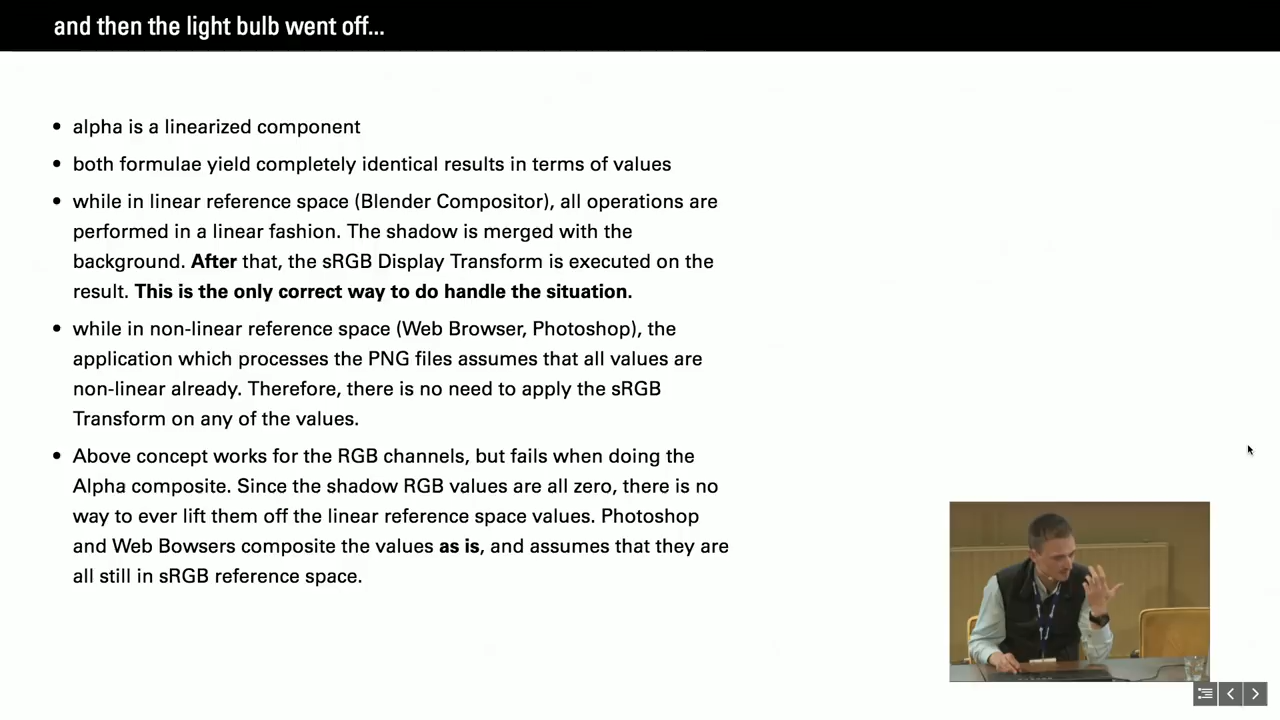 and then the light bulb went off...
• alpha is a linearized component
• both formulae yield completely identical results in terms of values
• while in linear reference space (Blender Compositor), all operations are
performed in a linear fashion. The shadow is merged with the
background. After that, the sRGB Display Transform is executed on the
result. This is the only correct way to do handle the situation.
• while in non-linear reference space (Web Browser, Photoshop), the
application which processes the PNG files assumes that all values are
non-linear already. Therefore, there is no need to apply the sRGB
Transform on any of the values.
• Above concept works for the RGB channels, but fails when doing the
Alpha composite. Since the shadow RGB values are all zero, there is no
way to ever lift them off the linear reference space values. Photoshop
and Web Bowsers composite the values as is, and assumes that they are
all still in sRGB reference space.